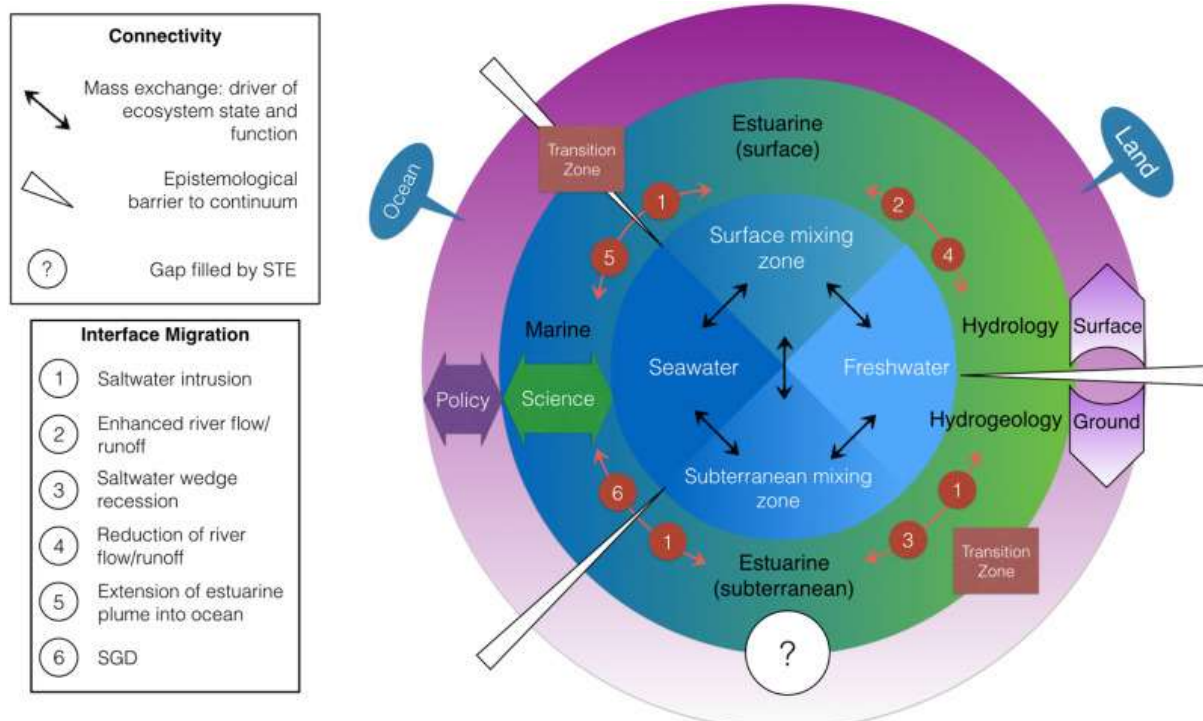 Connectivity
Mass exchange: driver of
ecosystem state and
function
Epistemological
barrier to continuum
?
Gap filled by STE
Interface Migration
1
Saltwater intrusion
2
Enhanced river flow/
runoff
3
Saltwater wedge
recession
4
Reduction of river
flow/runoff
5
Extension of estuarine
plume into ocean
6
SGD
Ocean
Land
Transition
Zone
Estuarine
(surface)
1
5
2
4
Surface mixing
zone
Marine
Hydrology
Surface
Seawater
Freshwater
Policy
Science
Hydrogeology
Ground
Subterranean mixing
zone
6
1
1
3
Estuarine
(subterranean)
Transition
Zone
?